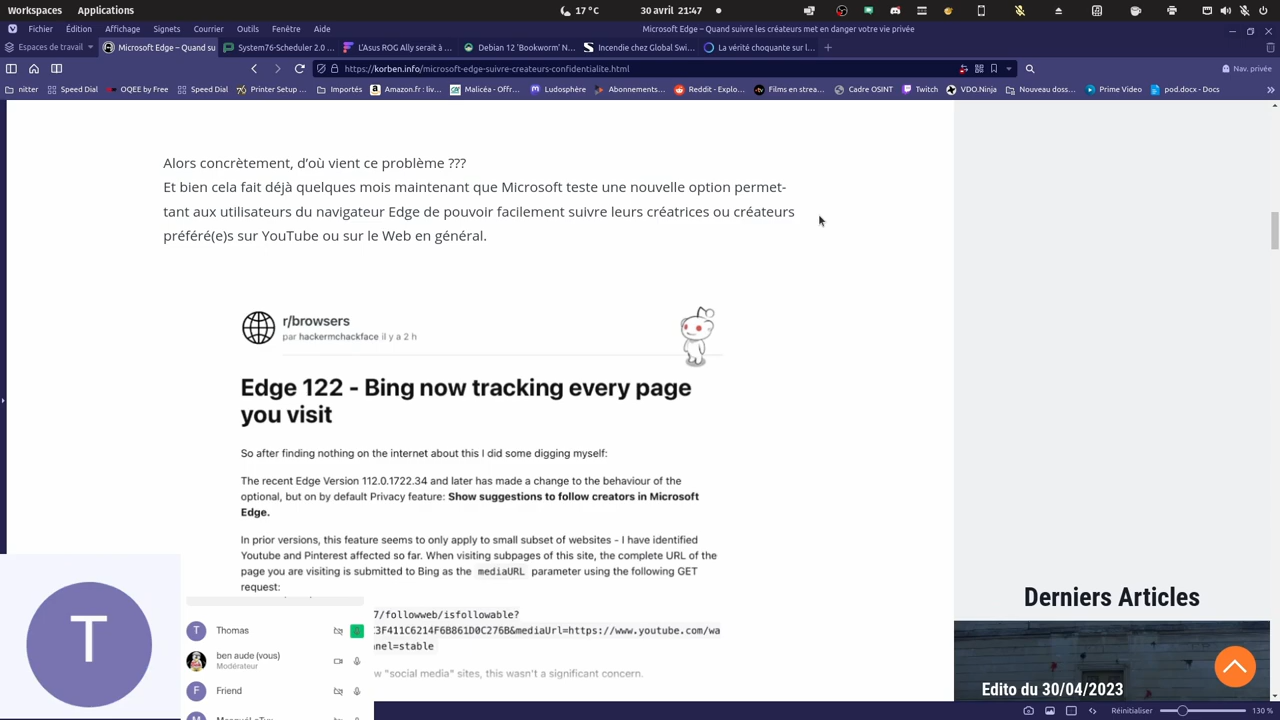 Workspaces Applications 17 °C 30 avril 21:47
Fichier Édition Affichage Signets Courriel Outils Fenêtre Aide Microsoft Edge – Quand suivre les créateurs met en danger votre vie privée
Espaces de travail Microsoft Edge – Quand su System76-Scheduler 2.0 ... L'Asus ROG Ally serait à ... Debian 12 'Bookworm' N... Incendie chez Global Swi... La vérité choquante sur l...
https://korben.info/microsoft-edge-suivre-createurs-confidentialite.html Nav. privée
nitter Speed Dial OQEE by Free Speed Dial Printer Setup ... Importés Amazon.fr : liv... Malicéa - Offr... Ludosphère Abonnements... Reddit - Explo... Films en strea... Cadre OSINT Twitch VDO.Ninja Nouveau doss... Prime Video pod.docx - Docs
Alors concrètement, d'où vient ce problème ???
Et bien cela fait déjà quelques mois maintenant que Microsoft teste une nouvelle option permet-
tant aux utilisateurs du navigateur Edge de pouvoir facilement suivre leurs créatrices ou créateurs
préféré(e)s sur YouTube ou sur le Web en général.
r/browsers
par hackermchackface il y a 2 h
Edge 122 - Bing now tracking every page
you visit
So after finding nothing on the internet about this I did some digging myself:
The recent Edge Version 112.0.1722.34 and later has made a change to the behaviour of the
optional, but on by default Privacy feature: Show suggestions to follow creators in Microsoft
Edge.
In prior versions, this feature seems to only apply to small subset of websites - I have identified
Youtube and Pinterest affected so far. When visiting subpages of this site, the complete URL of the
page you are visiting is submitted to Bing as the mediaURL parameter using the following GET
request:
7/followweb/isfollowable?
3F411C6214F6B861D0C276B&mediaUrl=https://www.youtube.com/wa
nel=stable
w "social media" sites, this wasn't a significant concern.
Derniers Articles
Edito du 30/04/2023
T
T Thomas
ben aude (vous)
Modérateur
F Friend
Réinitialiser 130 %